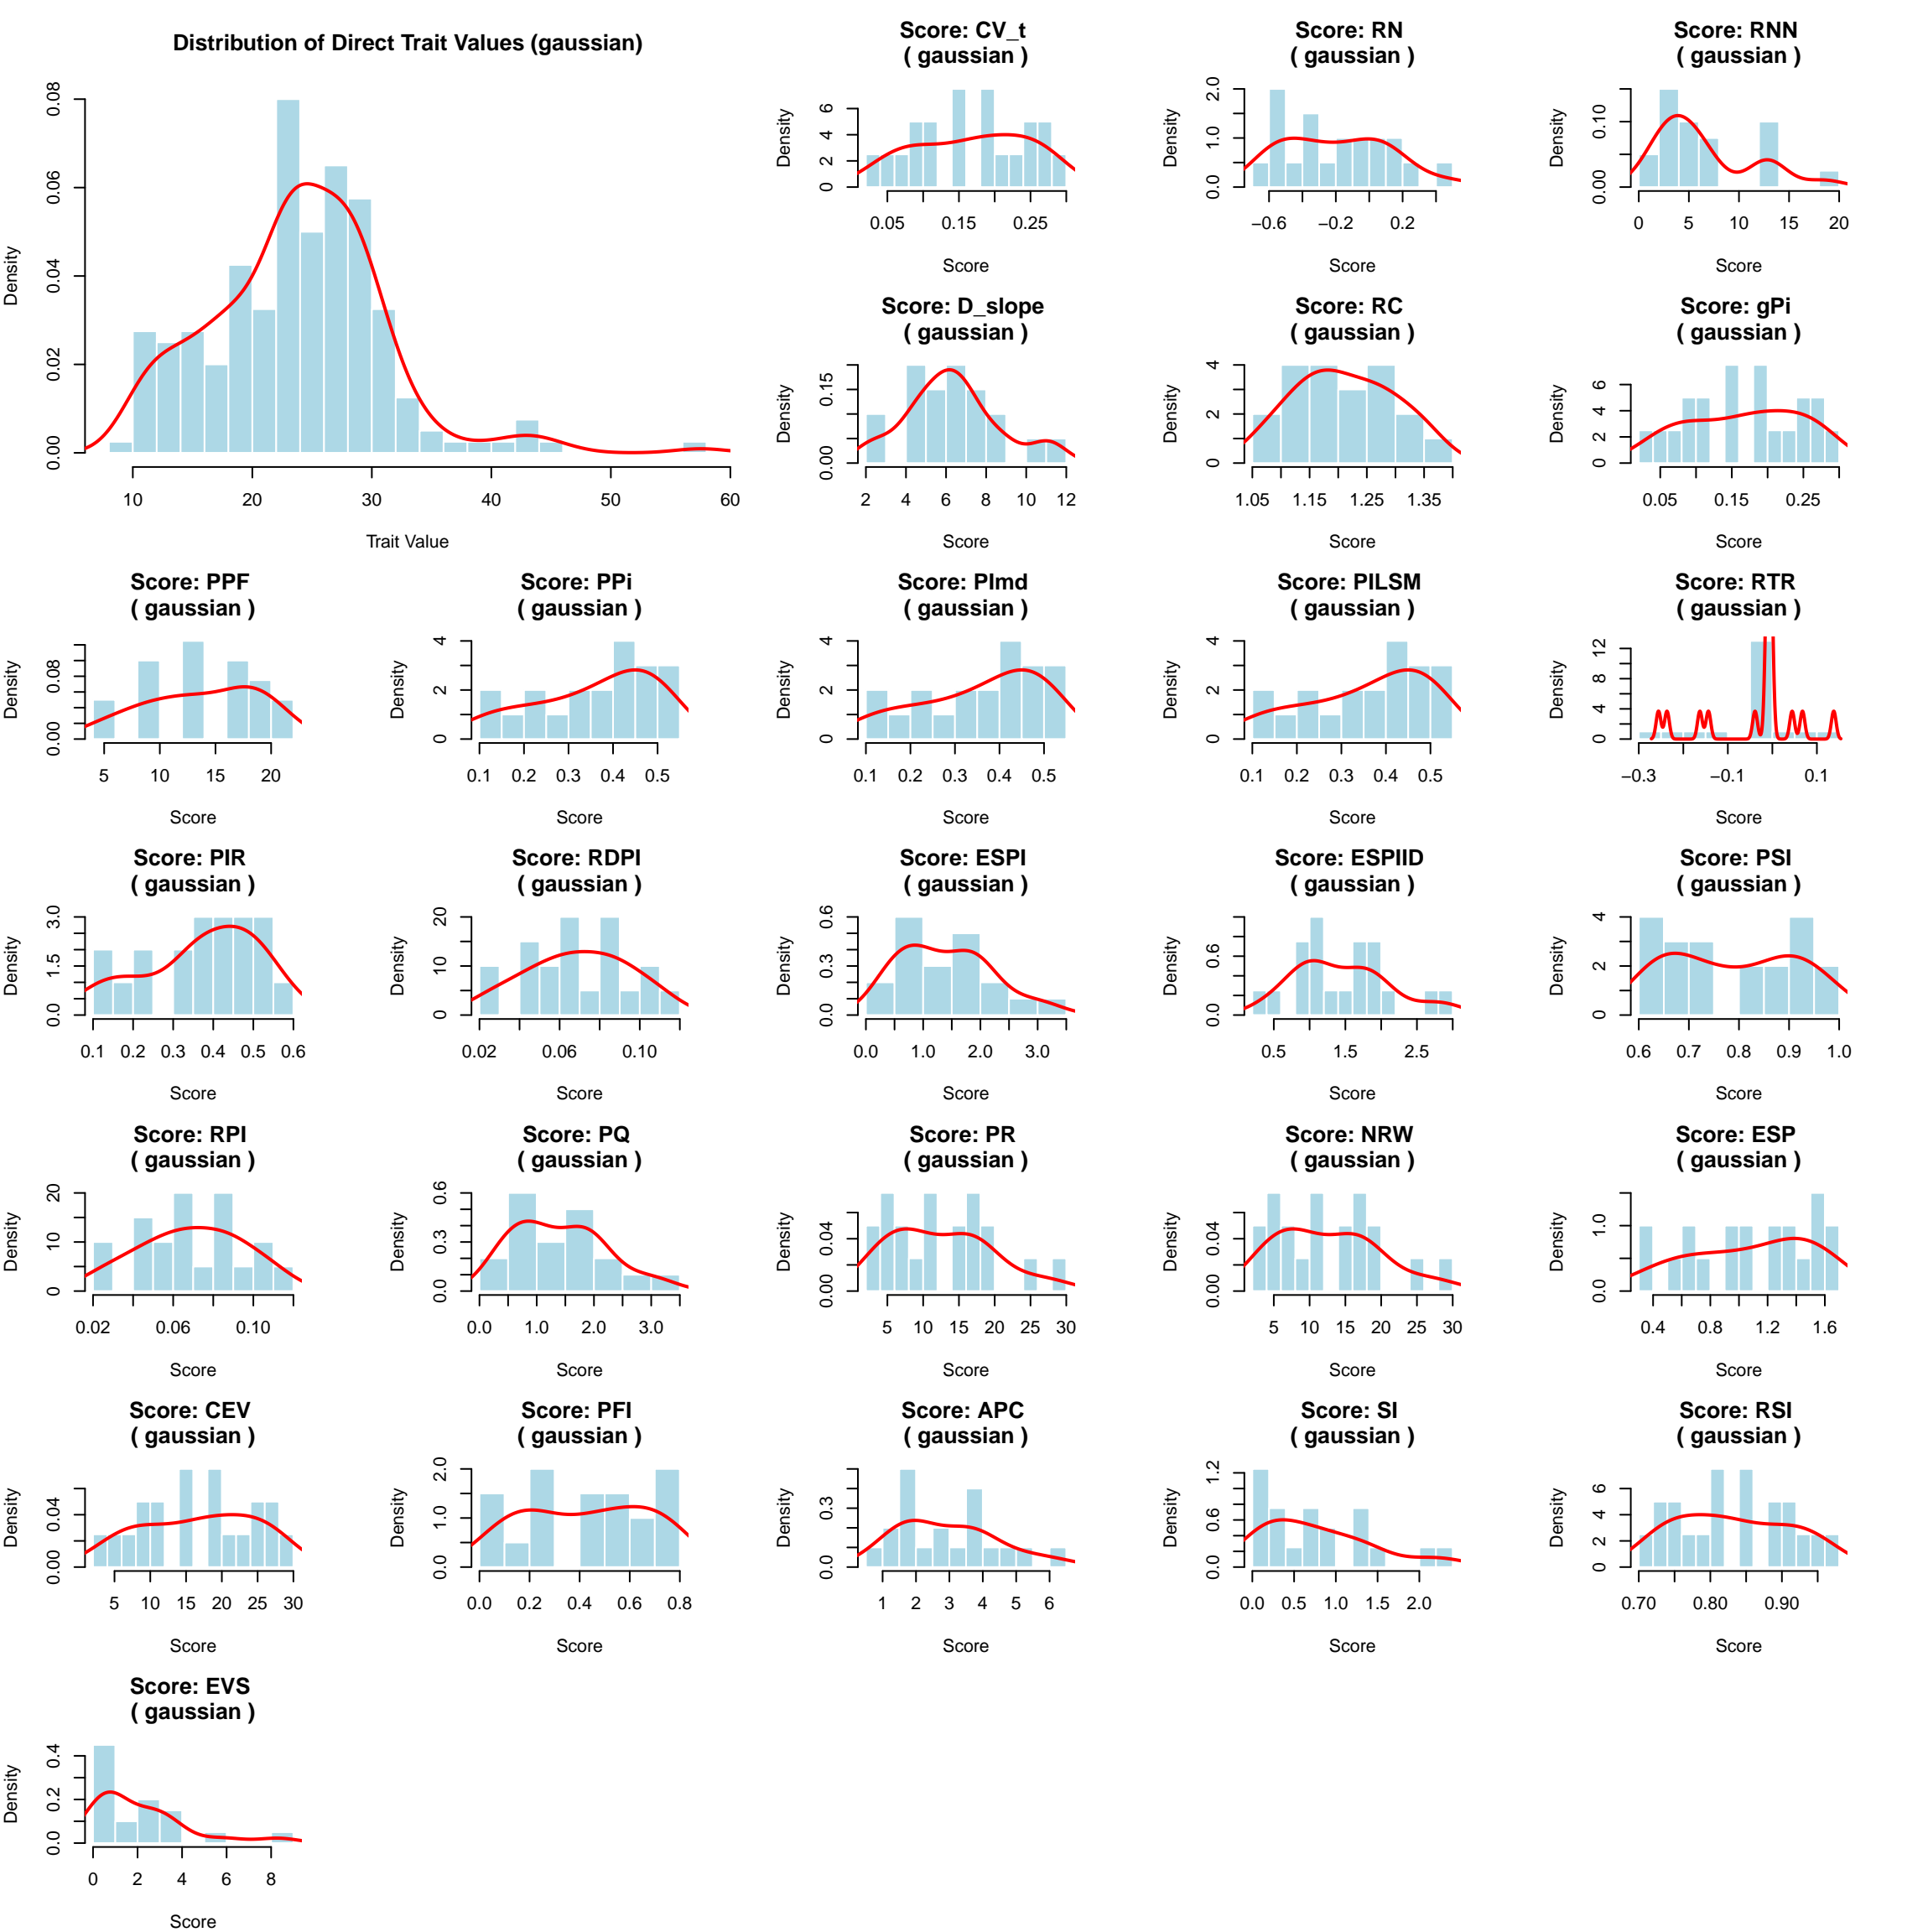 Distribution of Direct Trait Values (gaussian)
Density
0.00 0.02 0.04 0.06 0.08
10 20 30 40 50 60
Trait Value
Score: CV_t
( gaussian )
Density
0 2 4 6
0.05 0.15 0.25
Score
Score: RN
( gaussian )
Density
0.0 1.0 2.0
−0.6 −0.2 0.2
Score
Score: RNN
( gaussian )
Density
0.00 0.10
0 5 10 15 20
Score
Score: D_slope
( gaussian )
Density
0.00 0.15
2 4 6 8 10 12
Score
Score: RC
( gaussian )
Density
0 2 4
1.05 1.15 1.25 1.35
Score
Score: gPi
( gaussian )
Density
0 2 4 6
0.05 0.15 0.25
Score
Score: PPF
( gaussian )
Density
0.00 0.08
5 10 15 20
Score
Score: PPi
( gaussian )
Density
0 2 4
0.1 0.2 0.3 0.4 0.5
Score
Score: PImd
( gaussian )
Density
0 2 4
0.1 0.2 0.3 0.4 0.5
Score
Score: PILSM
( gaussian )
Density
0 2 4
0.1 0.2 0.3 0.4 0.5
Score
Score: RTR
( gaussian )
Density
0 4 8 12
−0.3 −0.1 0.1
Score
Score: PIR
( gaussian )
Density
0.0 1.5 3.0
0.1 0.2 0.3 0.4 0.5 0.6
Score
Score: RDPI
( gaussian )
Density
0 10 20
0.02 0.06 0.10
Score
Score: ESPI
( gaussian )
Density
0.0 0.3 0.6
0.0 1.0 2.0 3.0
Score
Score: ESPIID
( gaussian )
Density
0.0 0.6
0.5 1.5 2.5
Score
Score: PSI
( gaussian )
Density
0 2 4
0.6 0.7 0.8 0.9 1.0
Score
Score: RPI
( gaussian )
Density
0 10 20
0.02 0.06 0.10
Score
Score: PQ
( gaussian )
Density
0.0 0.3 0.6
0.0 1.0 2.0 3.0
Score
Score: PR
( gaussian )
Density
0.00 0.04
5 10 15 20 25 30
Score
Score: NRW
( gaussian )
Density
0.00 0.04
5 10 15 20 25 30
Score
Score: ESP
( gaussian )
Density
0.0 1.0
0.4 0.8 1.2 1.6
Score
Score: CEV
( gaussian )
Density
0.00 0.04
5 10 15 20 25 30
Score
Score: PFI
( gaussian )
Density
0.0 1.0 2.0
0.0 0.2 0.4 0.6 0.8
Score
Score: APC
( gaussian )
Density
0.0 0.3
1 2 3 4 5 6
Score
Score: SI
( gaussian )
Density
0.0 0.6 1.2
0.0 0.5 1.0 1.5 2.0
Score
Score: RSI
( gaussian )
Density
0 2 4 6
0.70 0.80 0.90
Score
Score: EVS
( gaussian )
Density
0.0 0.2 0.4
0 2 4 6 8
Score